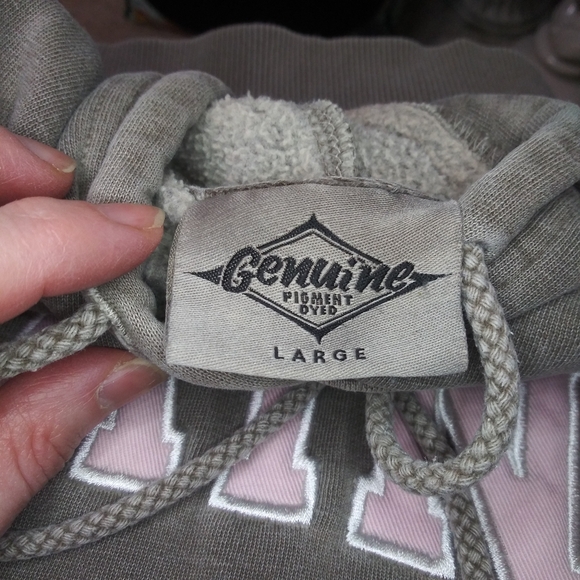 Genuine
PIGMENT
DYED
LARGE